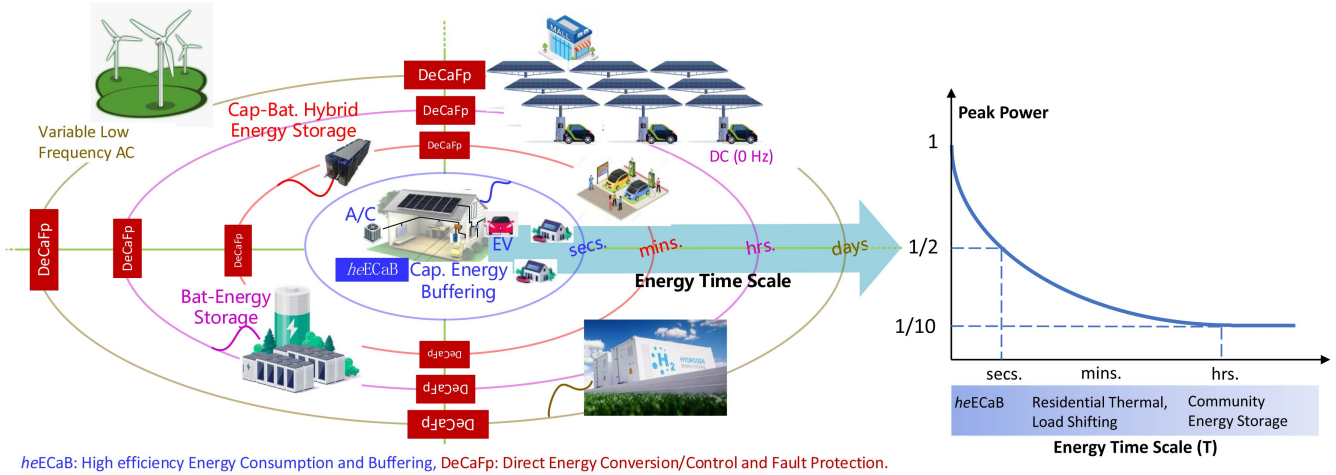 MALL
DeCaFp
Cap-Bat. Hybrid
Energy Storage
DeCaFp
Variable Low
Frequency AC
DeCaFp
DC (0 Hz)
A/C
EV
DeCaFp
DeCaFp
DeCaFp
secs.
mins.
hrs.
days
heECaB
Cap. Energy
Buffering
Energy Time Scale
Bat-Energy
Storage
H2
HYDROGEN
DeCaFp
DeCaFp
DeCaFp
heECaB: High efficiency Energy Consumption and Buffering, DeCaFp: Direct Energy Conversion/Control and Fault Protection.
Peak Power
1
1/2
1/10
secs.
mins.
hrs.
heECaB
Residential Thermal,
Load Shifting
Community
Energy Storage
Energy Time Scale (T)